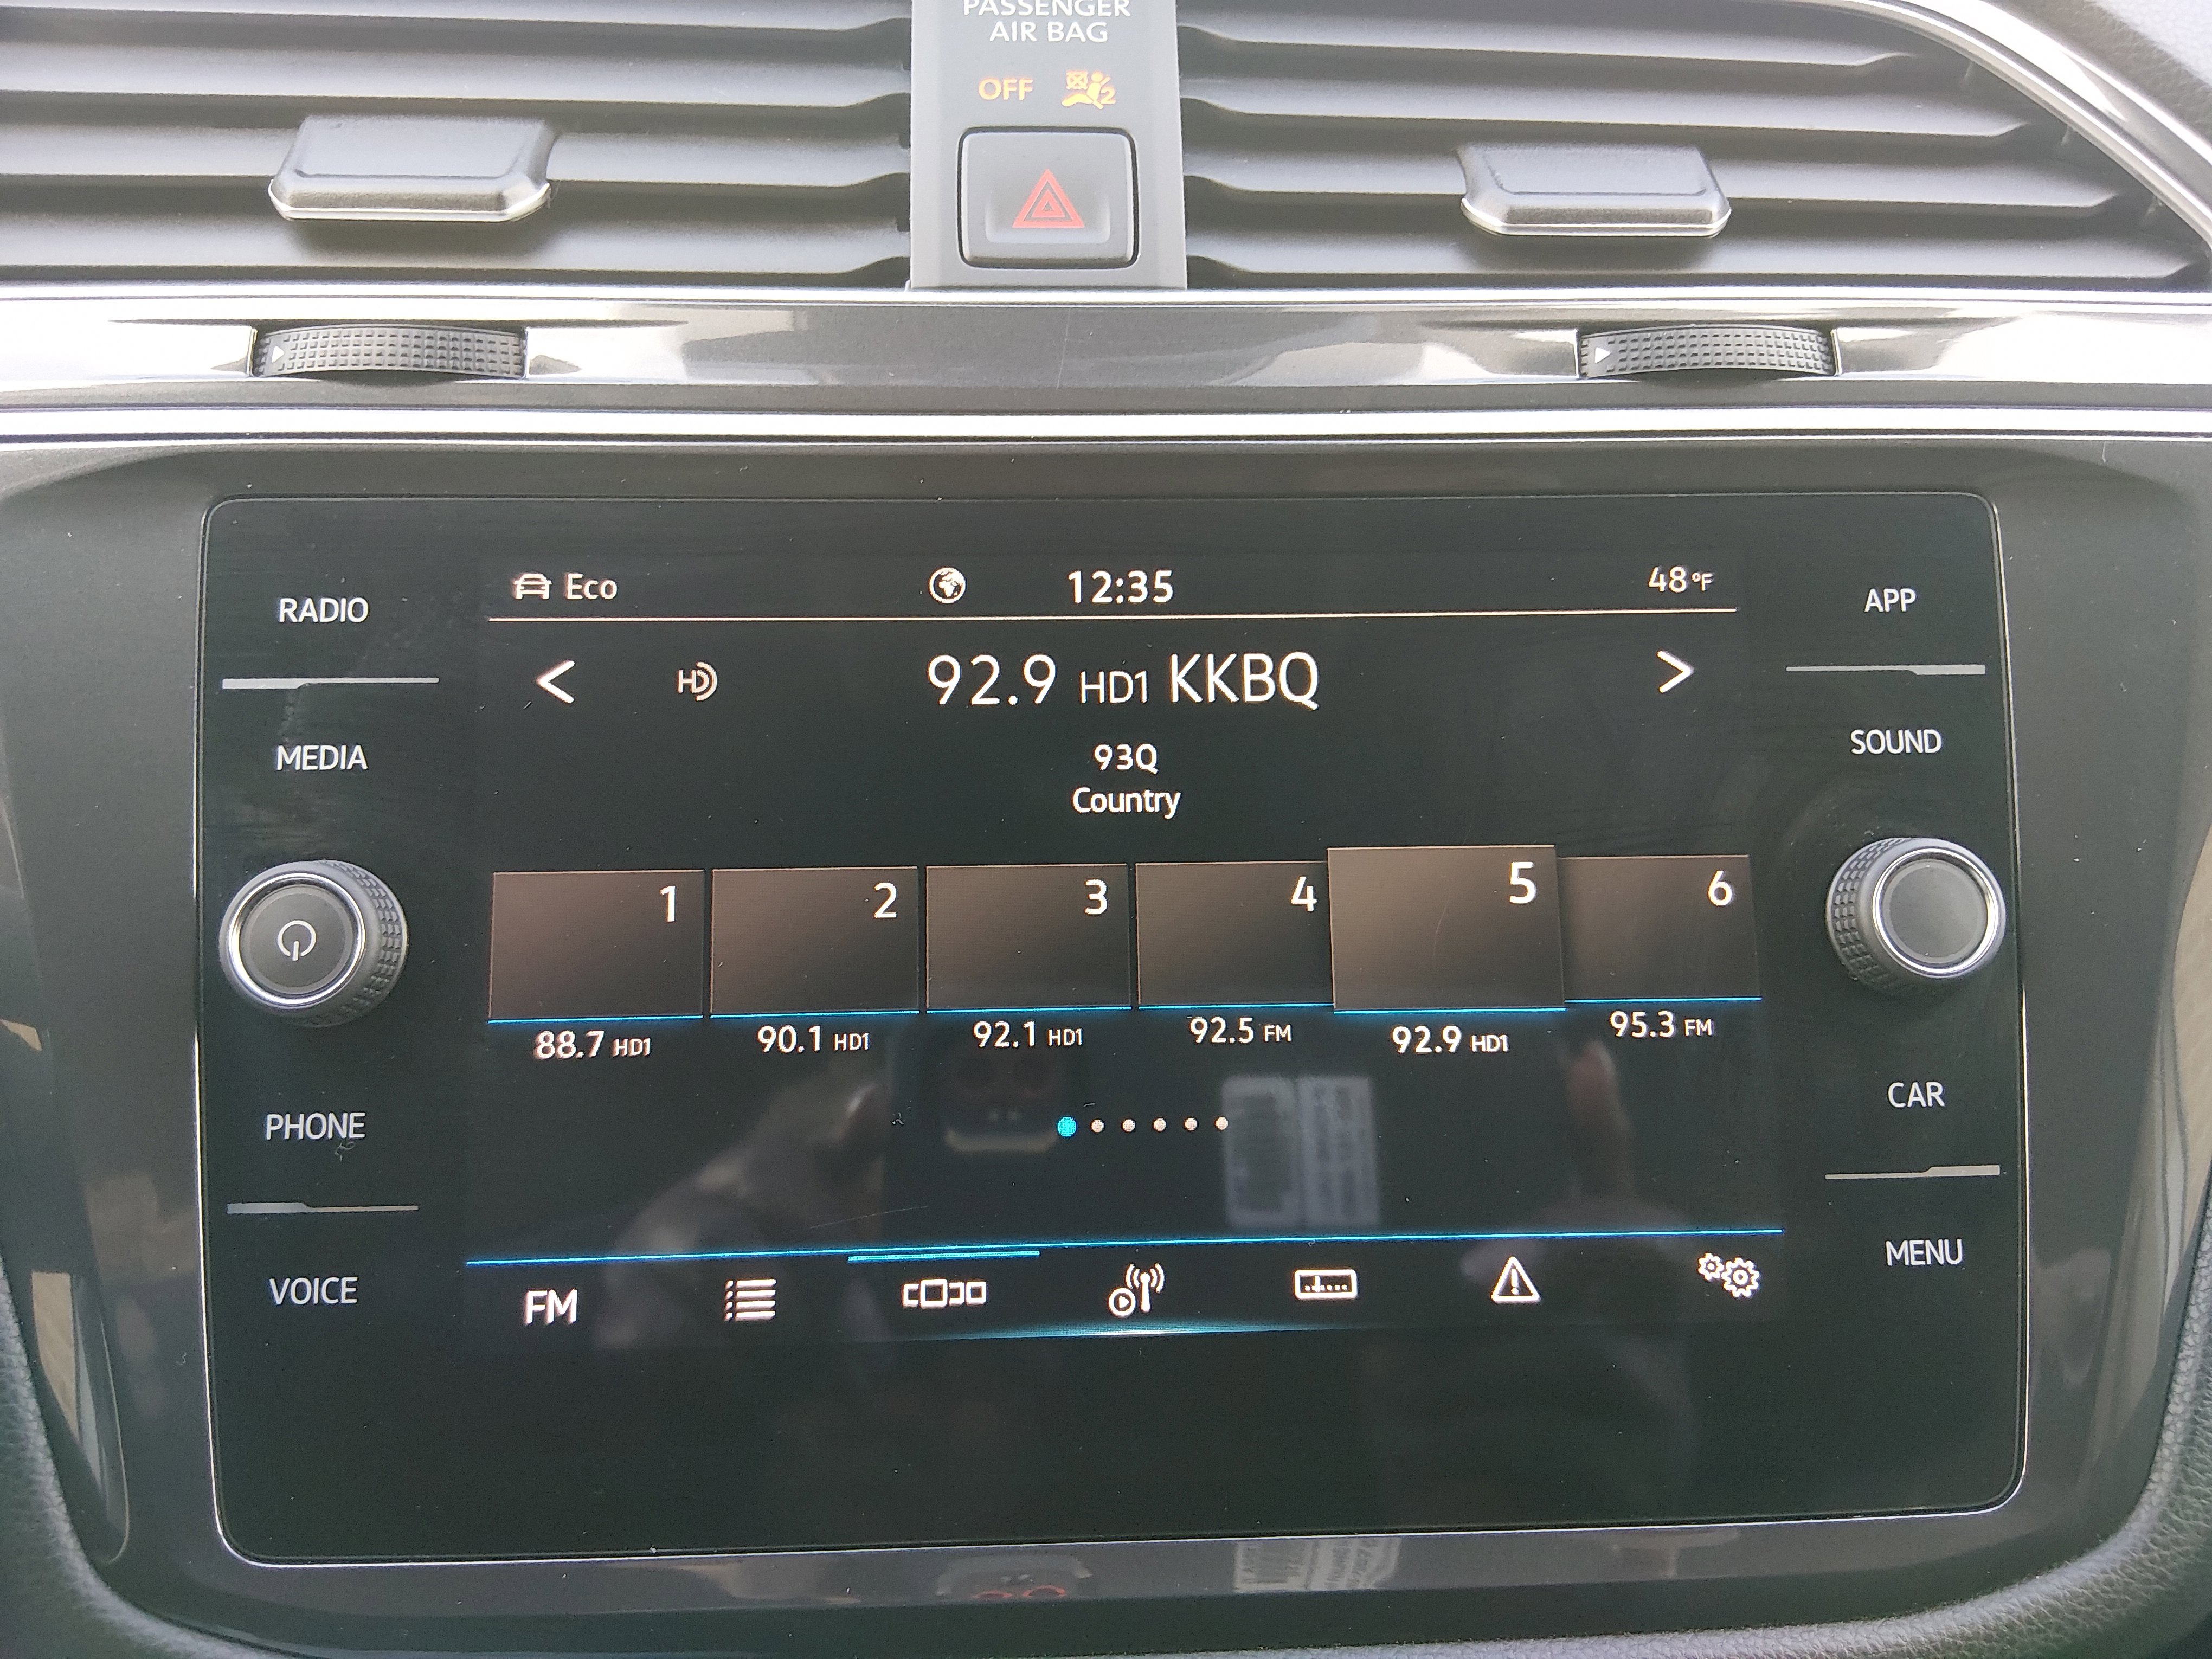 PASSENGER
AIR BAG
OFF 2
Eco 12:35 48°F
RADIO
APP
HD 92.9 HD1 KKBQ
MEDIA
SOUND
93Q
Country
1 2 3 4 5 6
88.7 HD1 90.1 HD1 92.1 HD1 92.5 FM 92.9 HD1 95.3 FM
PHONE
CAR
VOICE
MENU
FM